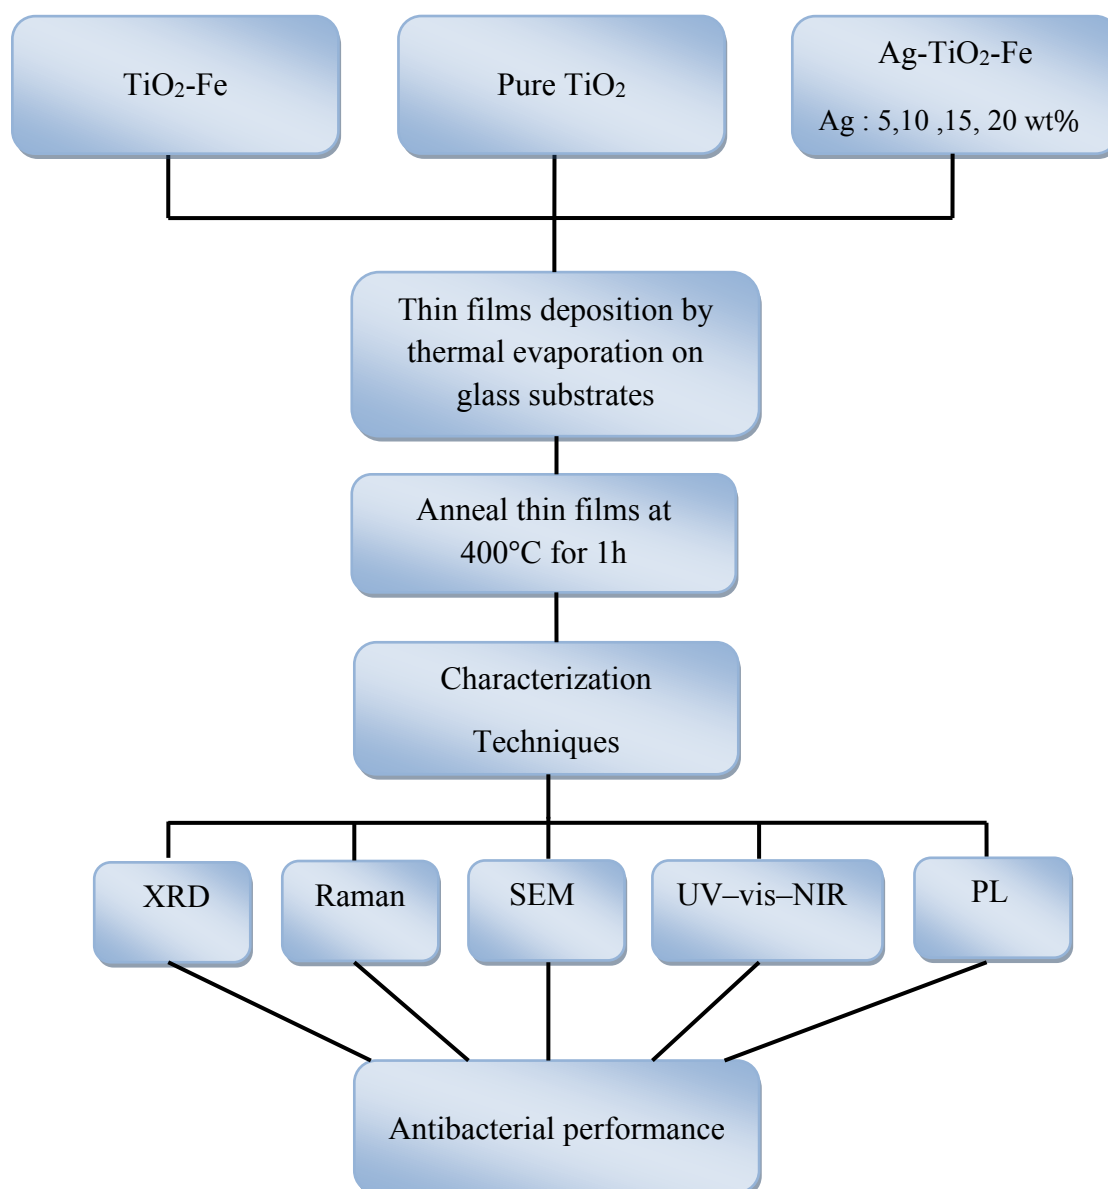 TiO₂-Fe
Pure TiO₂
Ag-TiO₂-Fe
Ag : 5,10 ,15, 20 wt%
Thin films deposition by
thermal evaporation on
glass substrates
Anneal thin films at
400°C for 1h
Characterization
Techniques
XRD
Raman
SEM
UV–vis–NIR
PL
Antibacterial performance